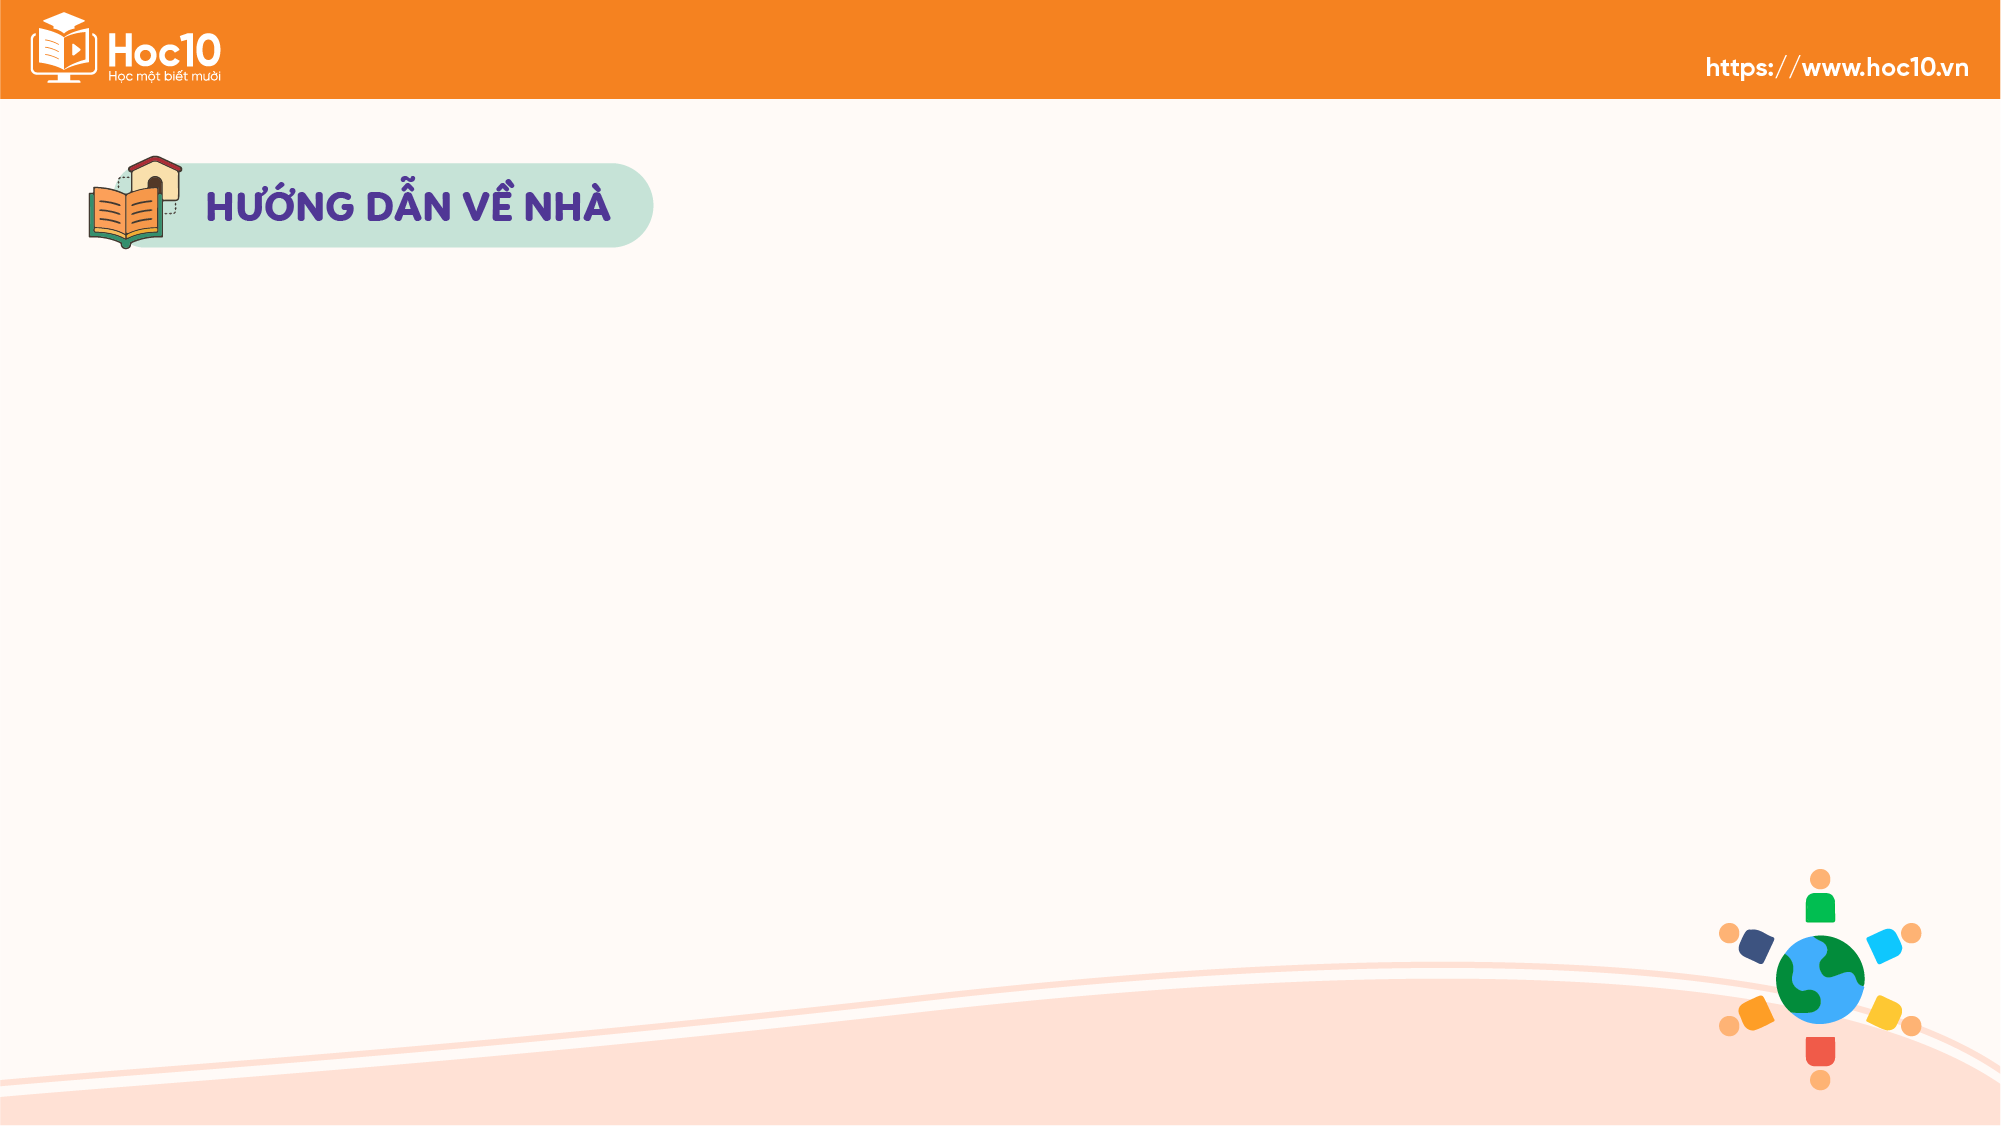 Hoc10
Học một biết mười
https://www.hoc10.vn
HƯỚNG DẪN VỀ NHÀ